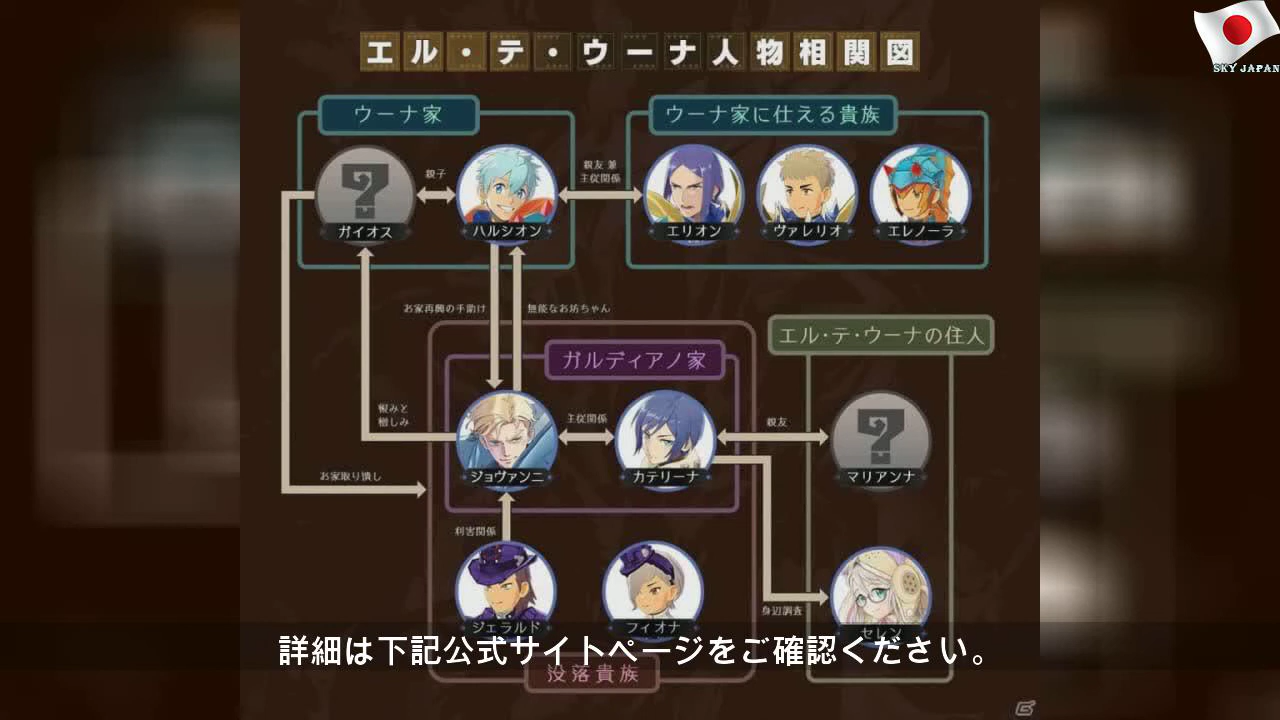 SKY JAPAN
エル・テ・ウーナ人物相関図
ウーナ家
ウーナ家に仕える貴族
親子
親友 兼
主従関係
ガイオス
ハルシオン
エリオン
ヴァレリオ
エレノーラ
お家再興の手助け
無能なお坊ちゃん
ガルディアノ家
エル・テ・ウーナの住人
恨みと
憎しみ
主従関係
親友
お家取り潰し
ジョヴァンニ
カテリーナ
マリアンナ
利害関係
身辺調査
ジェラルド
フィオナ
セレン
詳細は下記公式サイトページをご確認ください。
没落貴族